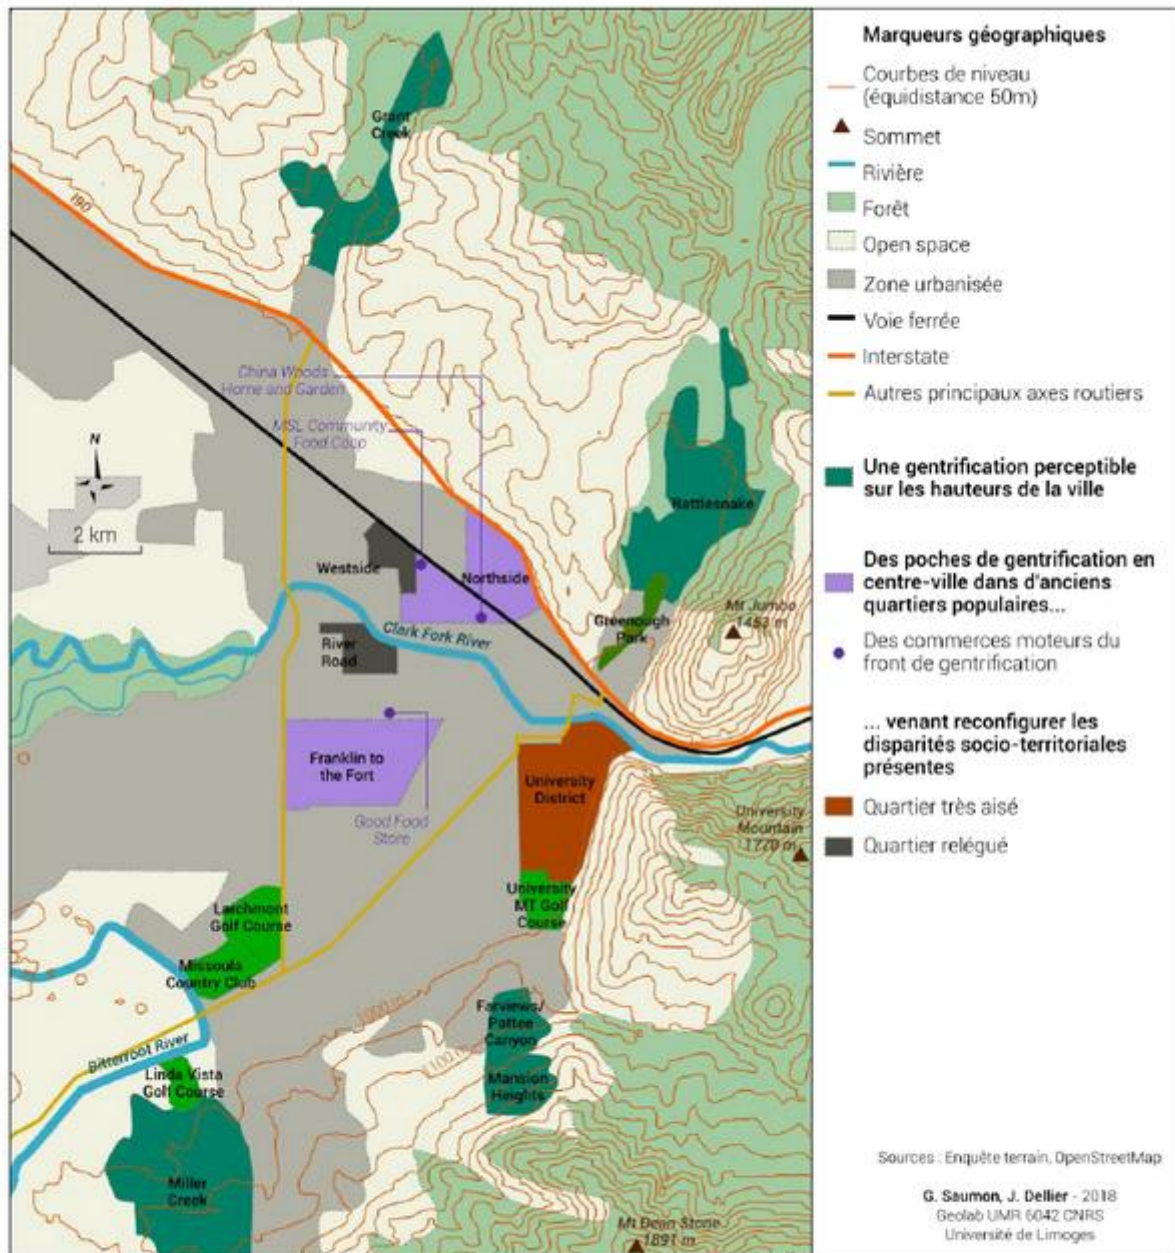 Grant
Creek
I90
China Woods
Home and Garden
MSL Community
Food Coop
N
2 km
Rattlesnake
Westside
Northside
Greenough
Park
Mt Jumbo
1453 m
Clark Fork River
River
Road
Franklin to
the Fort
University
District
Good Food
Store
University
Mountain
1770 m
University
MT Golf
Course
Larchmont
Golf Course
Missoula
Country Club
1000 m
1100 m
Farviews/
Pattee
Canyon
Mansion
Heights
Bitterroot River
Linda Vista
Golf Course
Miller
Creek
Mt Dean Stone
1891 m
Marqueurs géographiques
Courbes de niveau
(équidistance 50m)
Sommet
Rivière
Forêt
Open space
Zone urbanisée
Voie ferrée
Interstate
Autres principaux axes routiers
Une gentrification perceptible
sur les hauteurs de la ville
Des poches de gentrification en
centre-ville dans d'anciens
quartiers populaires...
Des commerces moteurs du
front de gentrification
... venant reconfigurer les
disparités socio-territoriales
présentes
Quartier très aisé
Quartier relégué
Sources : Enquête terrain, OpenStreetMap
G. Saumon, J. Dellier - 2018
Geolab UMR 6042 CNRS
Université de Limoges